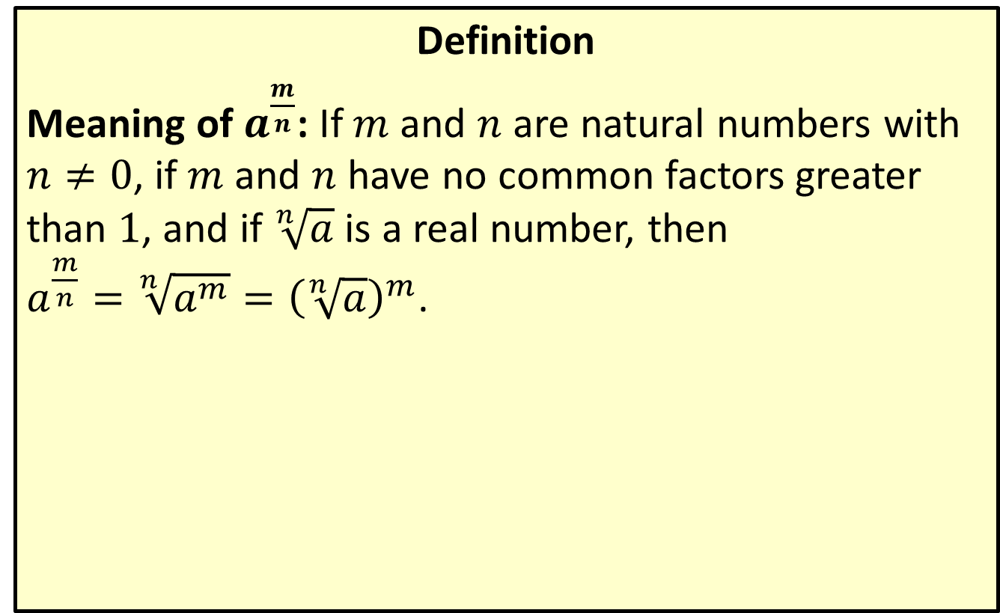 Definition
Meaning of $a^{\frac{m}{n}}$: If $m$ and $n$ are natural numbers with
$n \neq 0$, if $m$ and $n$ have no common factors greater
than 1, and if $\sqrt[n]{a}$ is a real number, then
$a^{\frac{m}{n}} = \sqrt[n]{a^m} = (\sqrt[n]{a})^m$.